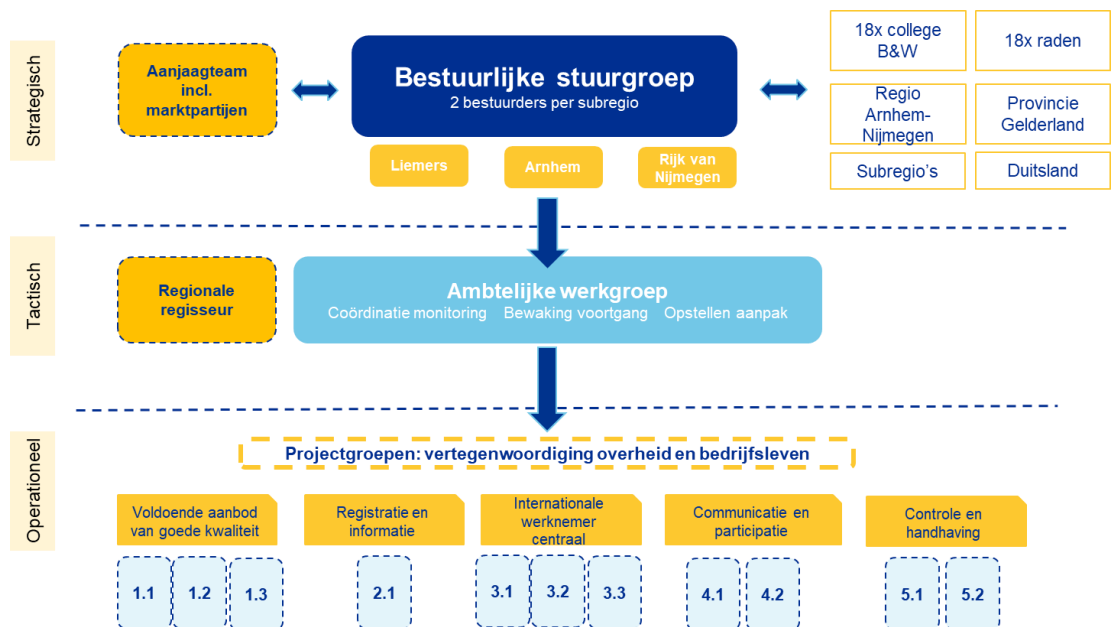 Strategisch
Aanjaagteam
incl.
marktpartijen
Bestuurlijke stuurgroep
2 bestuurders per subregio
Liemers
Arnhem
Rijk van
Nijmegen
18x college
B&W
18x raden
Regio
Arnhem-
Nijmegen
Provincie
Gelderland
Subregio's
Duitsland
Tactisch
Regionale
regisseur
Ambtelijke werkgroep
Coördinatie monitoring Bewaking voortgang Opstellen aanpak
Operationeel
Projectgroepen: vertegenwoordiging overheid en bedrijfsleven
Voldoende aanbod
van goede kwaliteit
Registratie en
informatie
Internationale
werknemer
centraal
Communicatie en
participatie
Controle en
handhaving
1.1 1.2 1.3 2.1 3.1 3.2 3.3 4.1 4.2 5.1 5.2